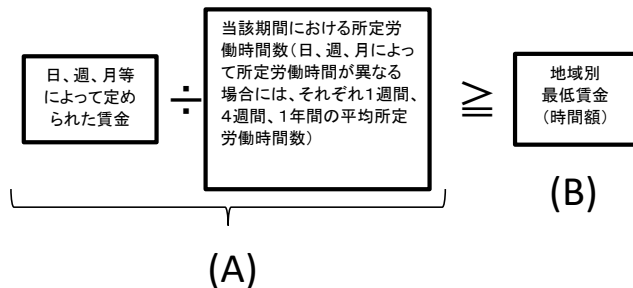 日、週、月等
によって定め
られた賃金
÷
当該期間における所定労
働時間数(日、週、月によっ
て所定労働時間が異なる
場合には、それぞれ1週間、
4週間、1年間の平均所定
労働時間数)
≧
地域別
最低賃金
(時間額)
(A)
(B)